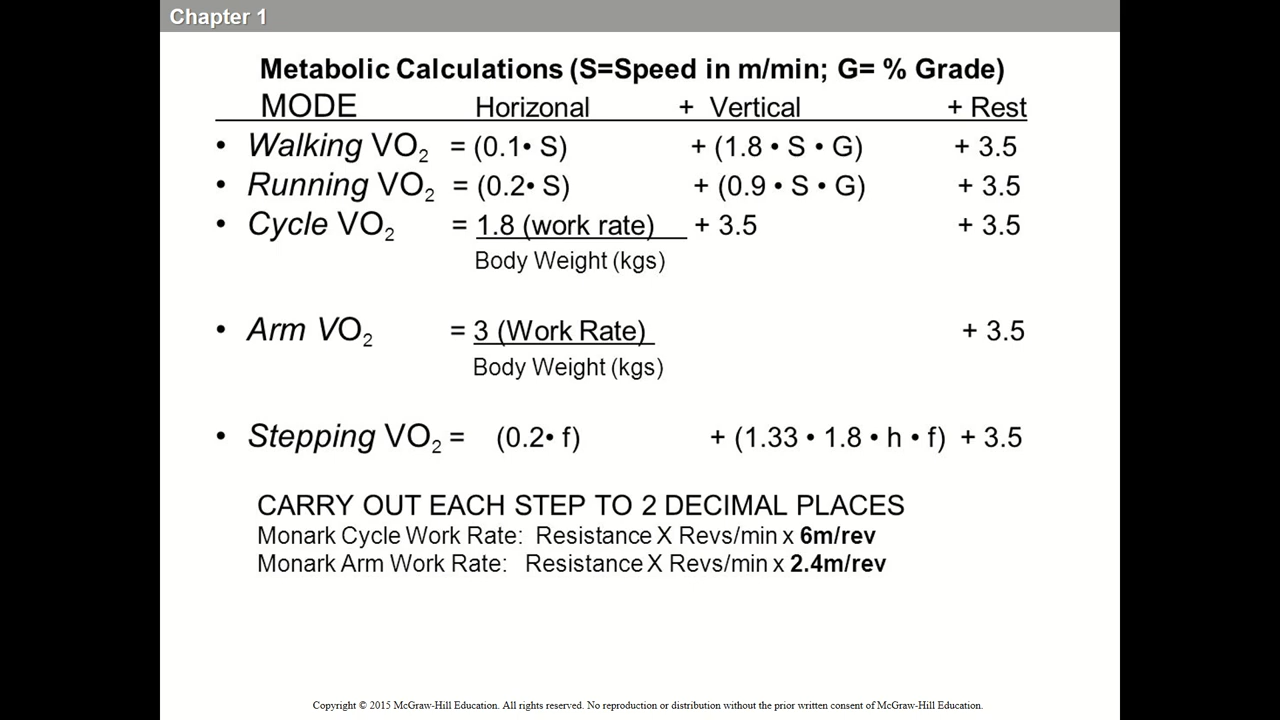 Chapter 1
Metabolic Calculations (S=Speed in m/min; G= % Grade)
MODE Horizonal + Vertical + Rest
• Walking VO2 = (0.1• S) + (1.8 • S • G) + 3.5
• Running VO2 = (0.2• S) + (0.9 • S • G) + 3.5
• Cycle VO2 = 1.8 (work rate) + 3.5 + 3.5
Body Weight (kgs)
• Arm VO2 = 3 (Work Rate) + 3.5
Body Weight (kgs)
• Stepping VO2 = (0.2• f) + (1.33 • 1.8 • h • f) + 3.5
CARRY OUT EACH STEP TO 2 DECIMAL PLACES
Monark Cycle Work Rate: Resistance X Revs/min x 6m/rev
Monark Arm Work Rate: Resistance X Revs/min x 2.4m/rev
Copyright © 2015 McGraw-Hill Education. All rights reserved. No reproduction or distribution without the prior written consent of McGraw-Hill Education.